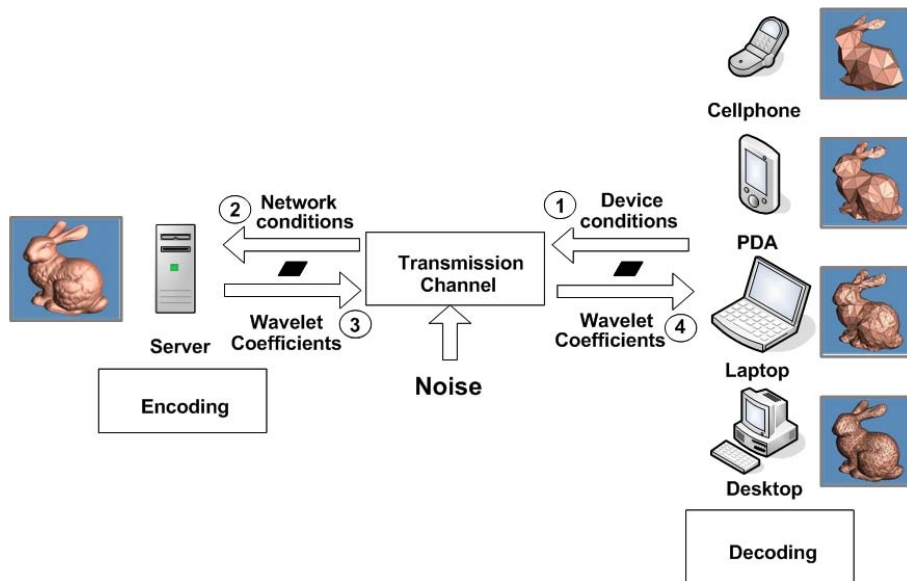 Cellphone
2
Network
conditions
1
Device
conditions
PDA
Transmission
Channel
Wavelet
Coefficients
3
Wavelet
Coefficients
4
Server
Noise
Laptop
Encoding
Desktop
Decoding